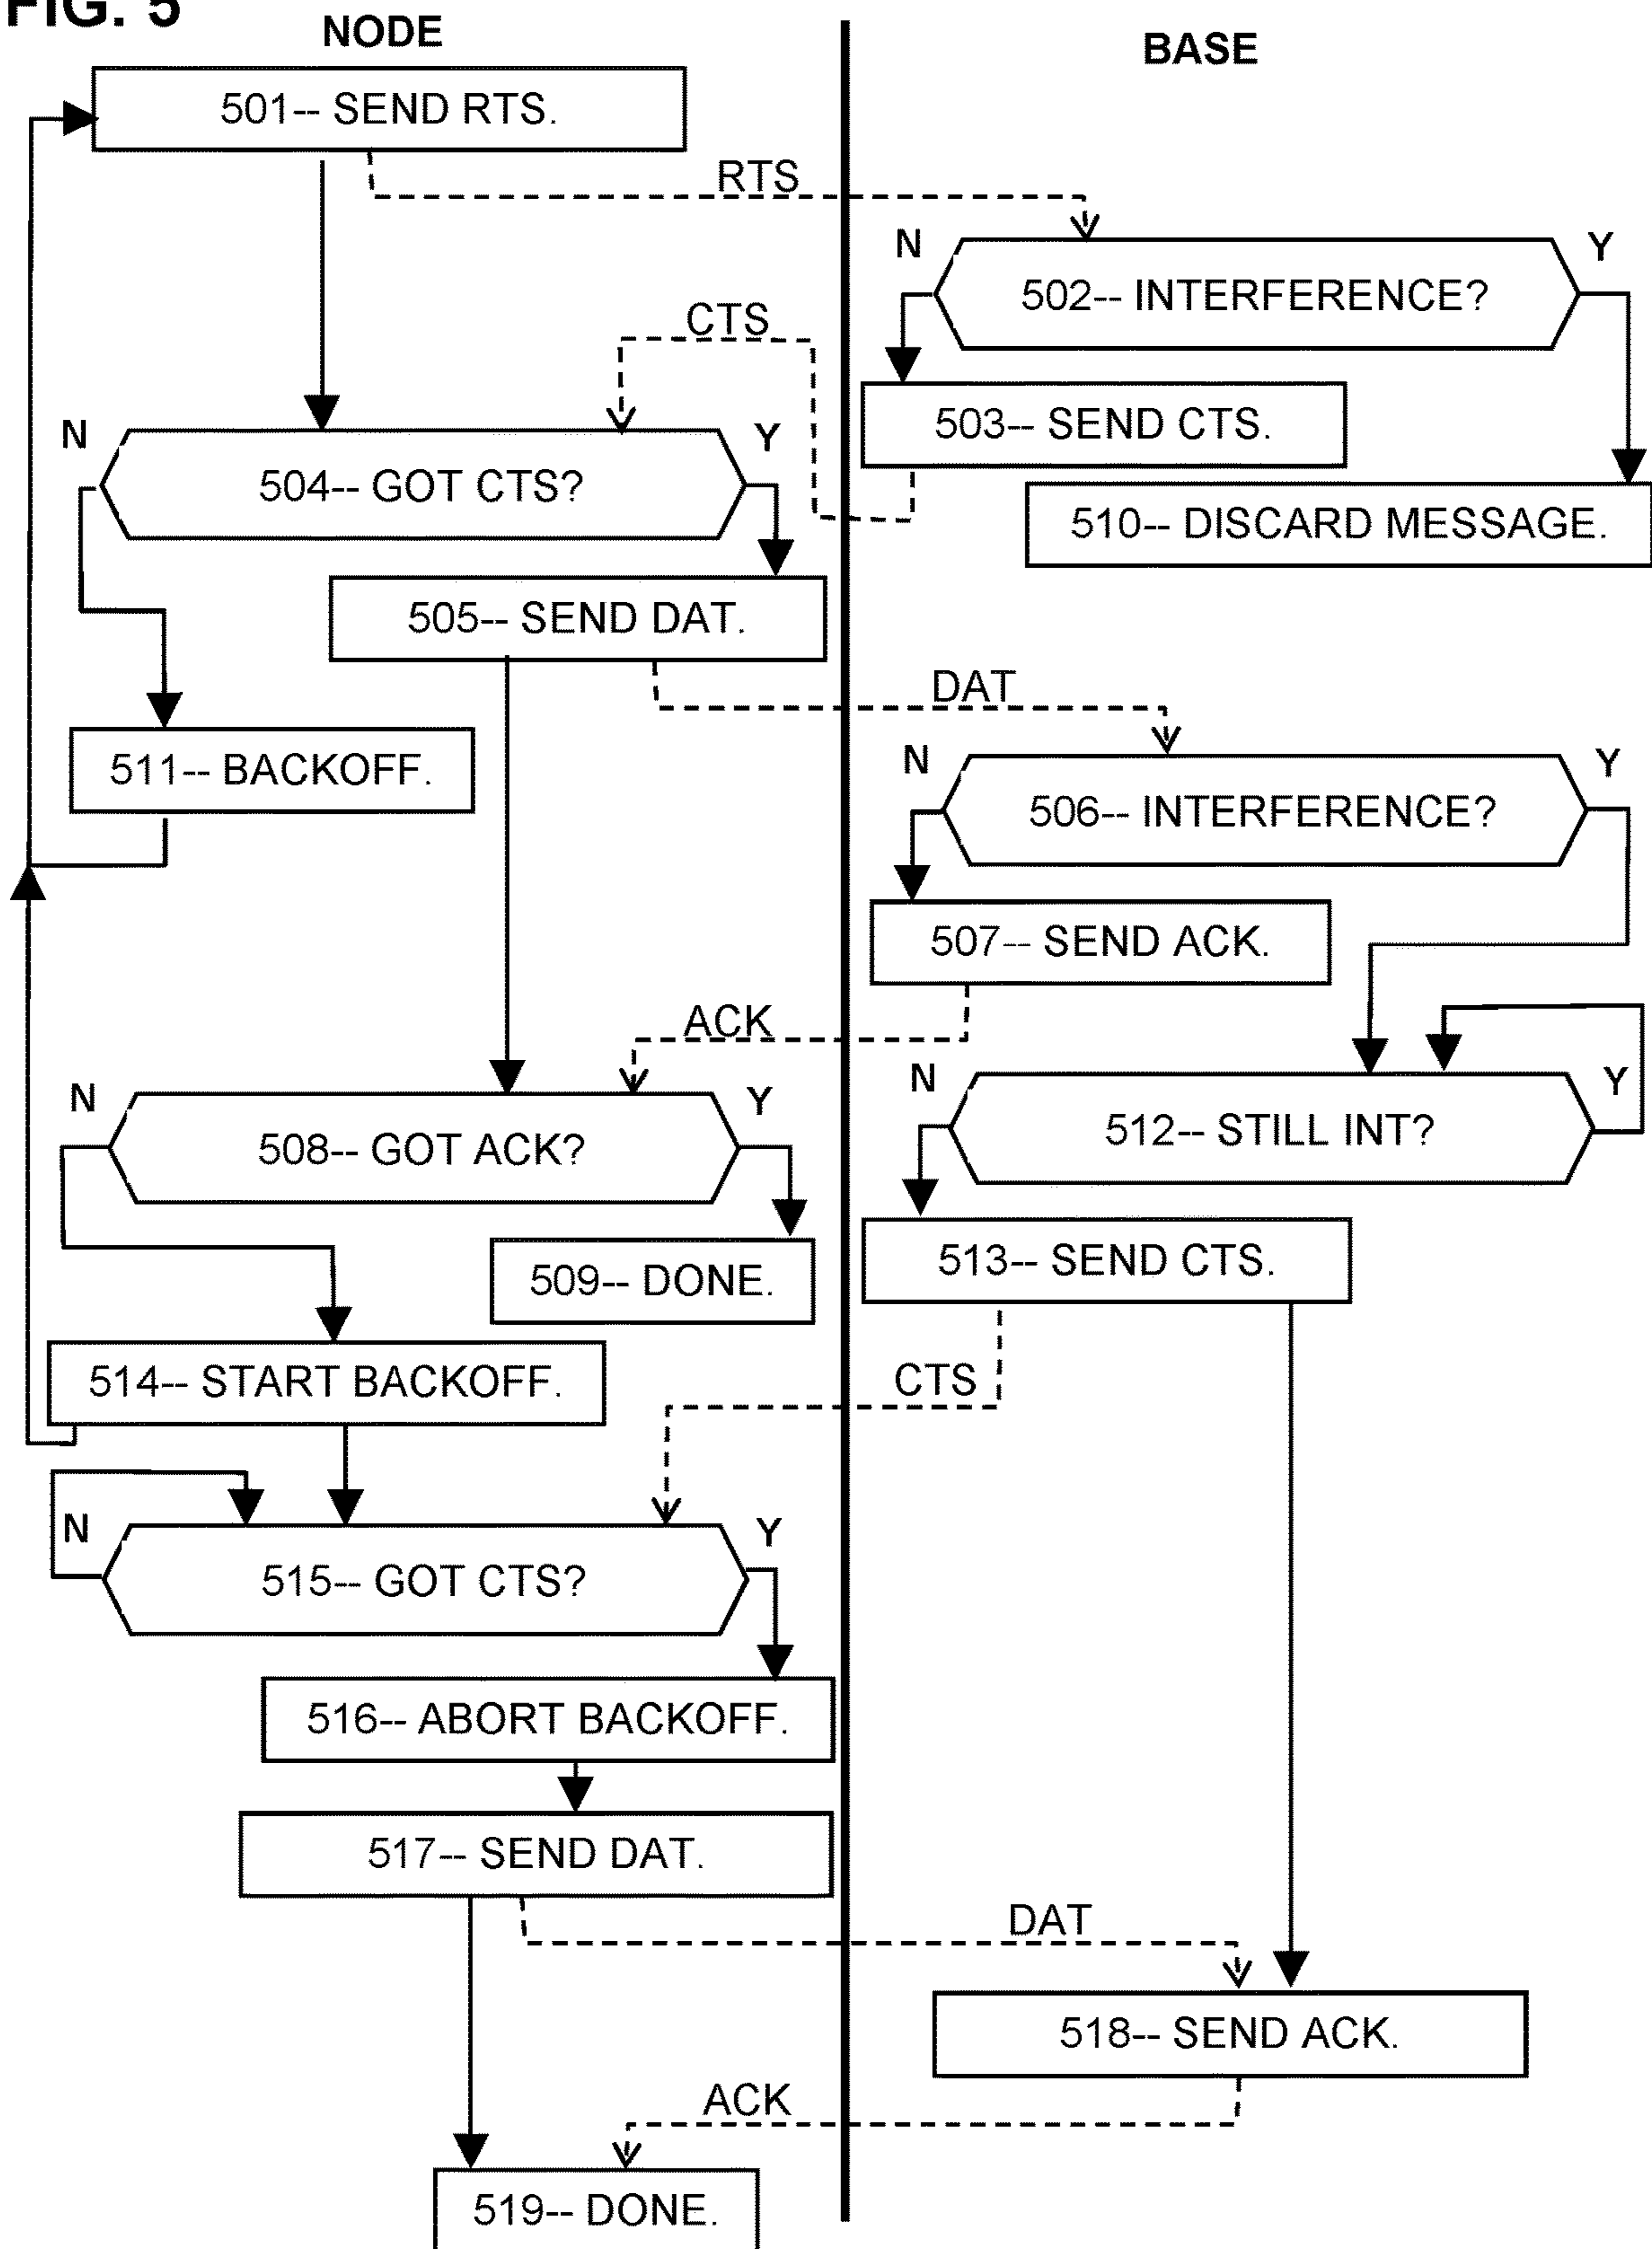 FIG. 5
NODE
BASE
501-- SEND RTS.
RTS
N
Y
502-- INTERFERENCE?
CTS
503-- SEND CTS.
N
Y
504-- GOT CTS?
510-- DISCARD MESSAGE.
505-- SEND DAT.
DAT
511-- BACKOFF.
N
Y
506-- INTERFERENCE?
507-- SEND ACK.
ACK
N
Y
508-- GOT ACK?
N
Y
512-- STILL INT?
509-- DONE.
513-- SEND CTS.
514-- START BACKOFF.
CTS
N
Y
515-- GOT CTS?
516-- ABORT BACKOFF.
517-- SEND DAT.
DAT
518-- SEND ACK.
ACK
519-- DONE.